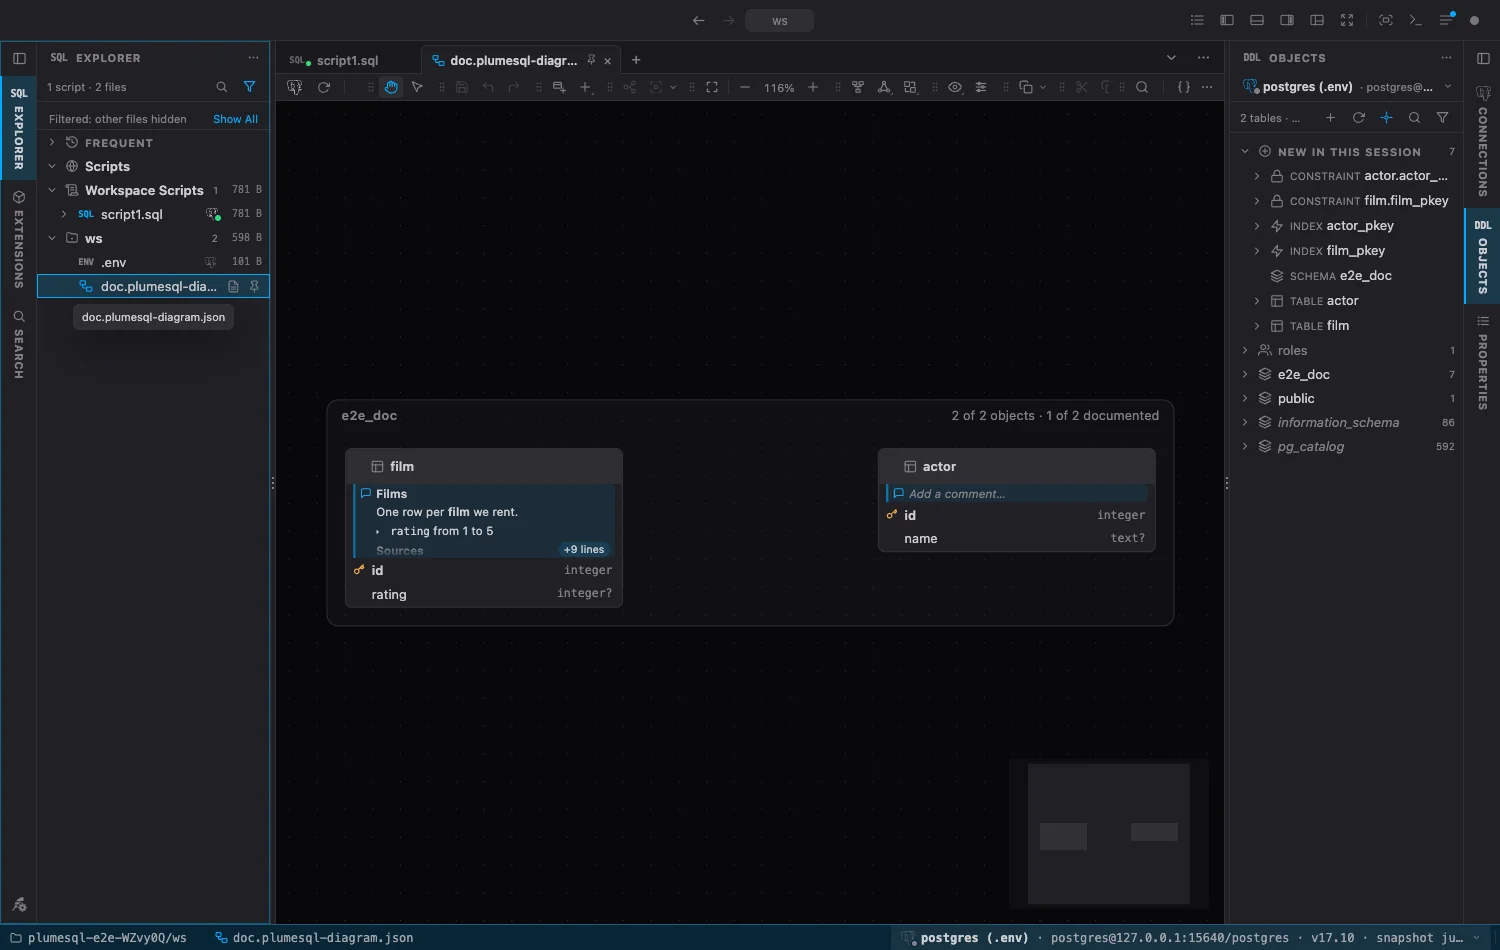 ws
SQL EXPLORER
1 script · 2 files
Filtered: other files hidden
Show All
FREQUENT
Scripts
Workspace Scripts 1 781 B
SQL script1.sql 781 B
ws 2 598 B
ENV .env 101 B
doc.plumesql-dia...
doc.plumesql-diagram.json
SQL EXPLORER
EXTENSIONS
SEARCH
SQL script1.sql
doc.plumesql-diagr...
116%
e2e_doc
2 of 2 objects · 1 of 2 documented
film
Films
One row per film we rent.
rating from 1 to 5
Sources
+9 lines
id integer
rating integer?
actor
Add a comment...
id integer
name text?
DDL OBJECTS
postgres (.env) · postgres@...
2 tables · ...
NEW IN THIS SESSION 7
CONSTRAINT actor.actor_...
CONSTRAINT film.film_pkey
INDEX actor_pkey
INDEX film_pkey
SCHEMA e2e_doc
TABLE actor
TABLE film
roles 1
e2e_doc 7
public 1
information_schema 86
pg_catalog 592
CONNECTIONS
DDL OBJECTS
PROPERTIES
plumesql-e2e-WZvy0Q/ws
doc.plumesql-diagram.json
postgres (.env) · postgres@127.0.0.1:15640/postgres · v17.10 · snapshot ju...